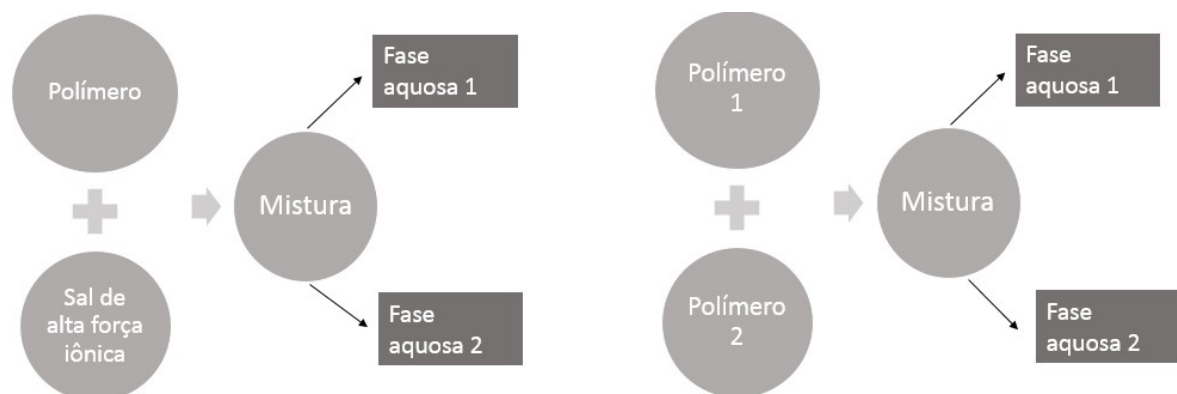 Polímero
Sal de
alta força
iônica
Mistura
Fase
aquosa 1
Fase
aquosa 2
Polímero
1
Polímero
2
Mistura
Fase
aquosa 1
Fase
aquosa 2